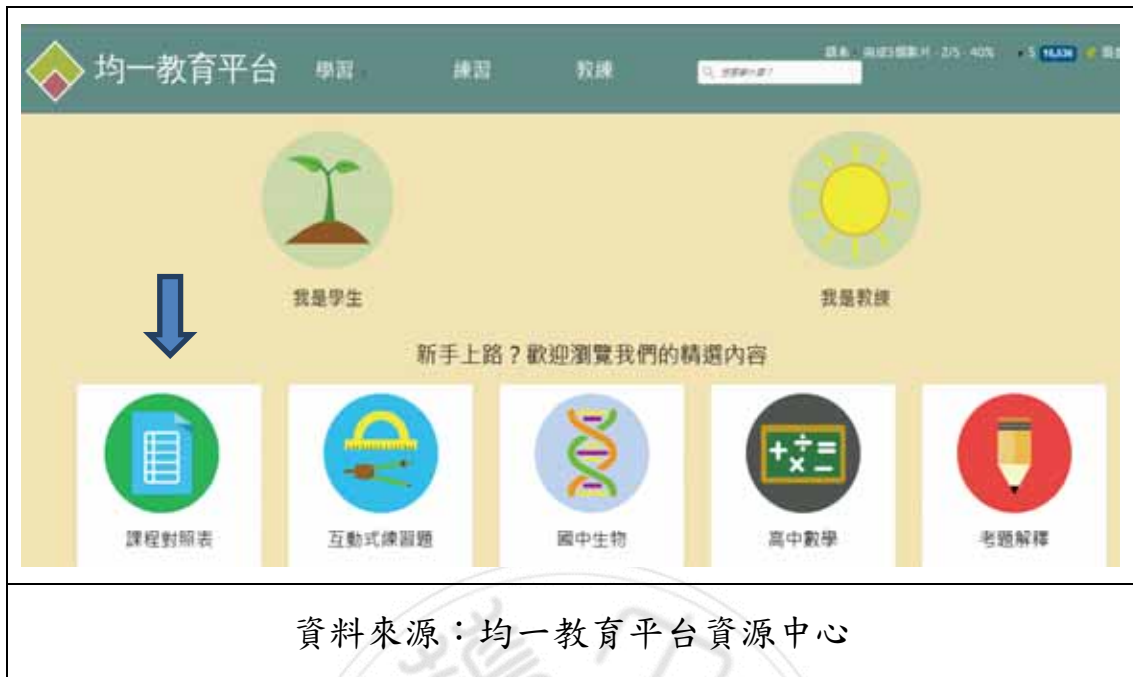 均一教育平台 學習 練習 教練
我是學生 我是教練
新手上路？歡迎瀏覽我們的精選內容
課程對照表 互動式練習題 國中生物 高中數學 考題解釋
資料來源：均一教育平台資源中心